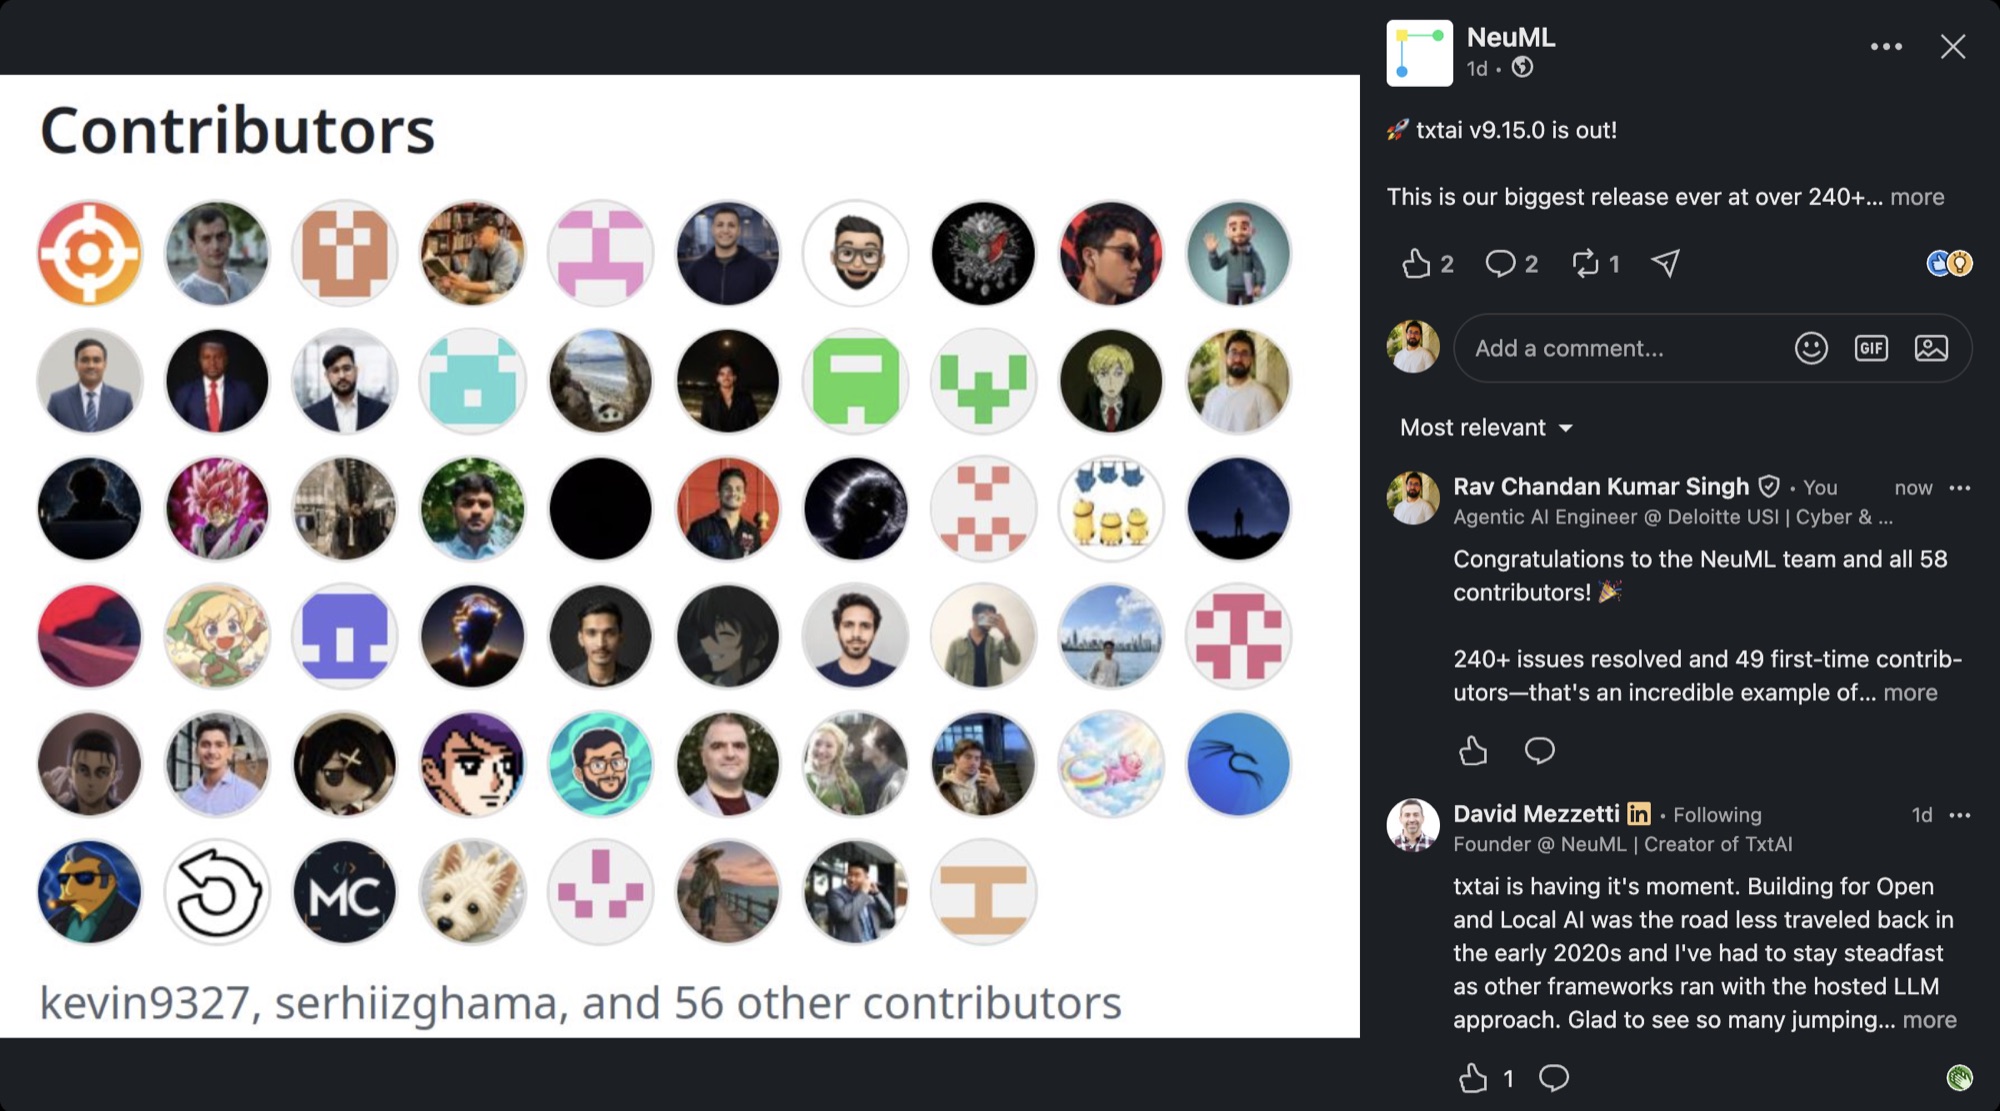 Contributors
</> MC
kevin9327, serhiizghama, and 56 other contributors
NeuML
1d •
🚀 txtai v9.15.0 is out!
This is our biggest release ever at over 240+... more
2 2 1
Add a comment...
GIF
Most relevant
Rav Chandan Kumar Singh • You now
Agentic AI Engineer @ Deloitte USI | Cyber & ...
Congratulations to the NeuML team and all 58
contributors! 🎉
240+ issues resolved and 49 first-time contrib-
utors—that's an incredible example of... more
David Mezzetti in • Following 1d
Founder @ NeuML | Creator of TxtAI
txtai is having it's moment. Building for Open
and Local AI was the road less traveled back in
the early 2020s and I've had to stay steadfast
as other frameworks ran with the hosted LLM
approach. Glad to see so many jumping... more
1